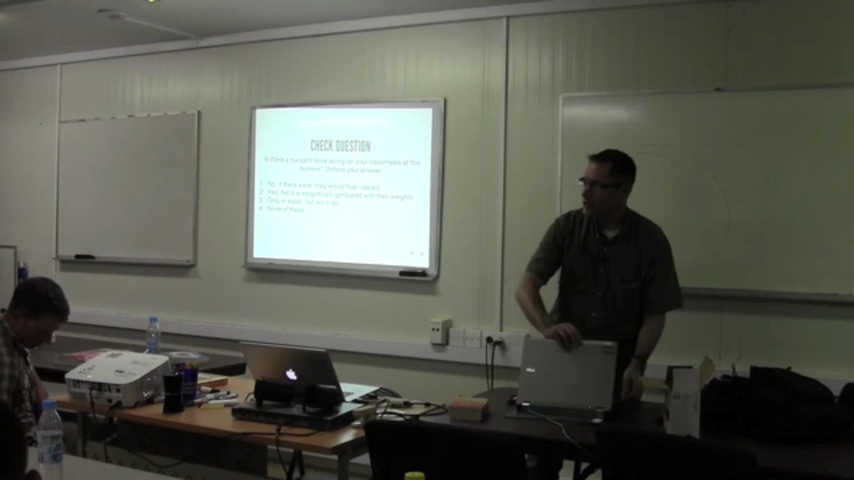 CHECK QUESTION
Is there a buoyant force acting on your classmates at this
moment? Defend your answer.
1. No. If there were, they would float upward.
2. Yes, but it is insignificant compared with their weights.
3. Only in water, but not in air.
4. None of these.